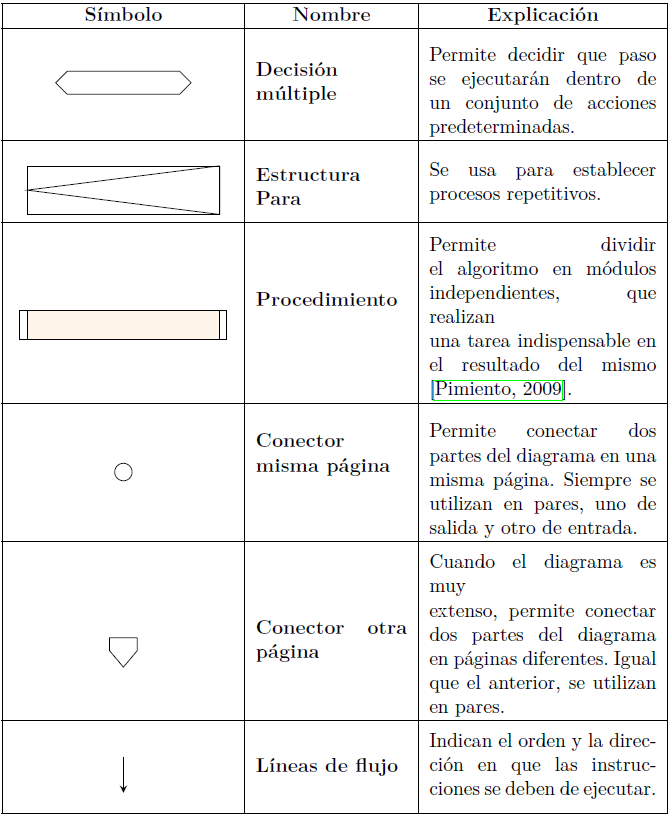 Símbolo Nombre Explicación
Decisión
múltiple
Permite decidir que paso
se ejecutarán dentro de
un conjunto de acciones
predeterminadas.
Estructura
Para
Se usa para establecer
procesos repetitivos.
Procedimiento
Permite dividir
el algoritmo en módulos
independientes, que
realizan
una tarea indispensable en
el resultado del mismo
[Pimiento, 2009].
Conector
misma página
Permite conectar dos
partes del diagrama en una
misma página. Siempre se
utilizan en pares, uno de
salida y otro de entrada.
Conector otra
página
Cuando el diagrama es
muy
extenso, permite conectar
dos partes del diagrama
en páginas diferentes. Igual
que el anterior, se utilizan
en pares.
Líneas de flujo
Indican el orden y la direc-
ción en que las instruc-
ciones se deben de ejecutar.